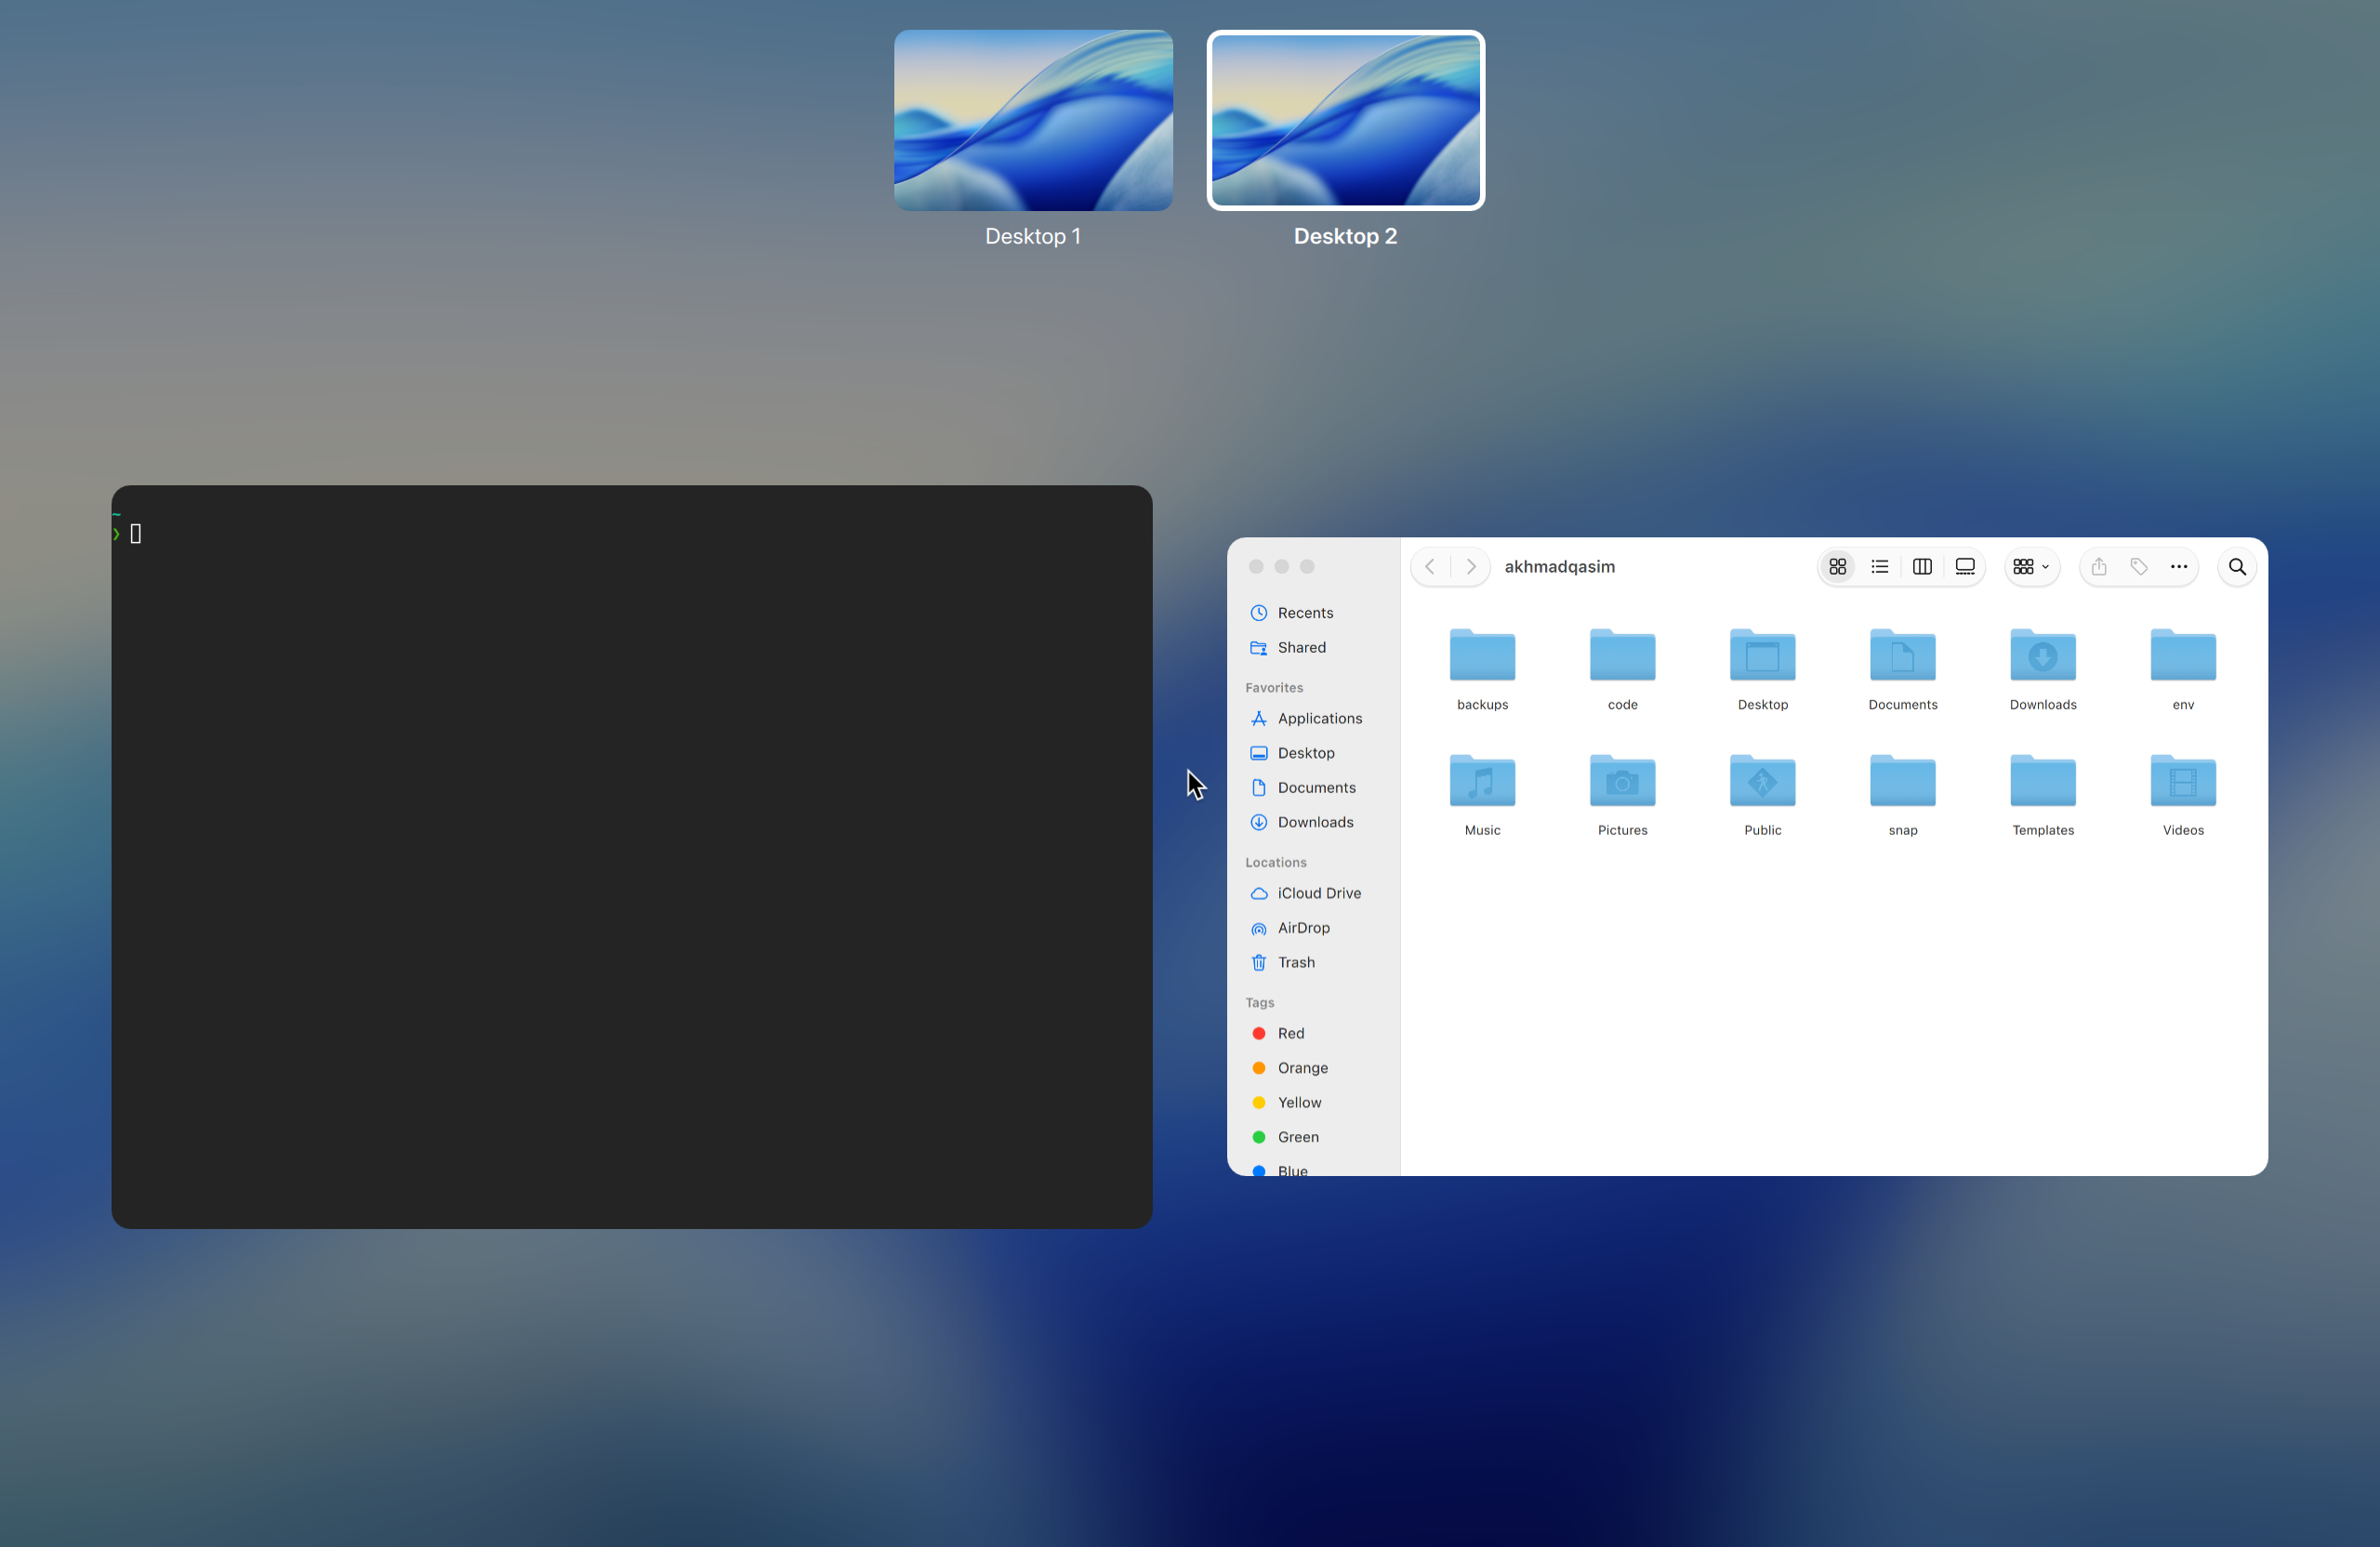 Desktop 1
Desktop 2
~
❯
akhmadqasim
Recents
Shared
Favorites
Applications
Desktop
Documents
Downloads
Locations
iCloud Drive
AirDrop
Trash
Tags
Red
Orange
Yellow
Green
Blue
backups code Desktop Documents Downloads env
Music Pictures Public snap Templates Videos